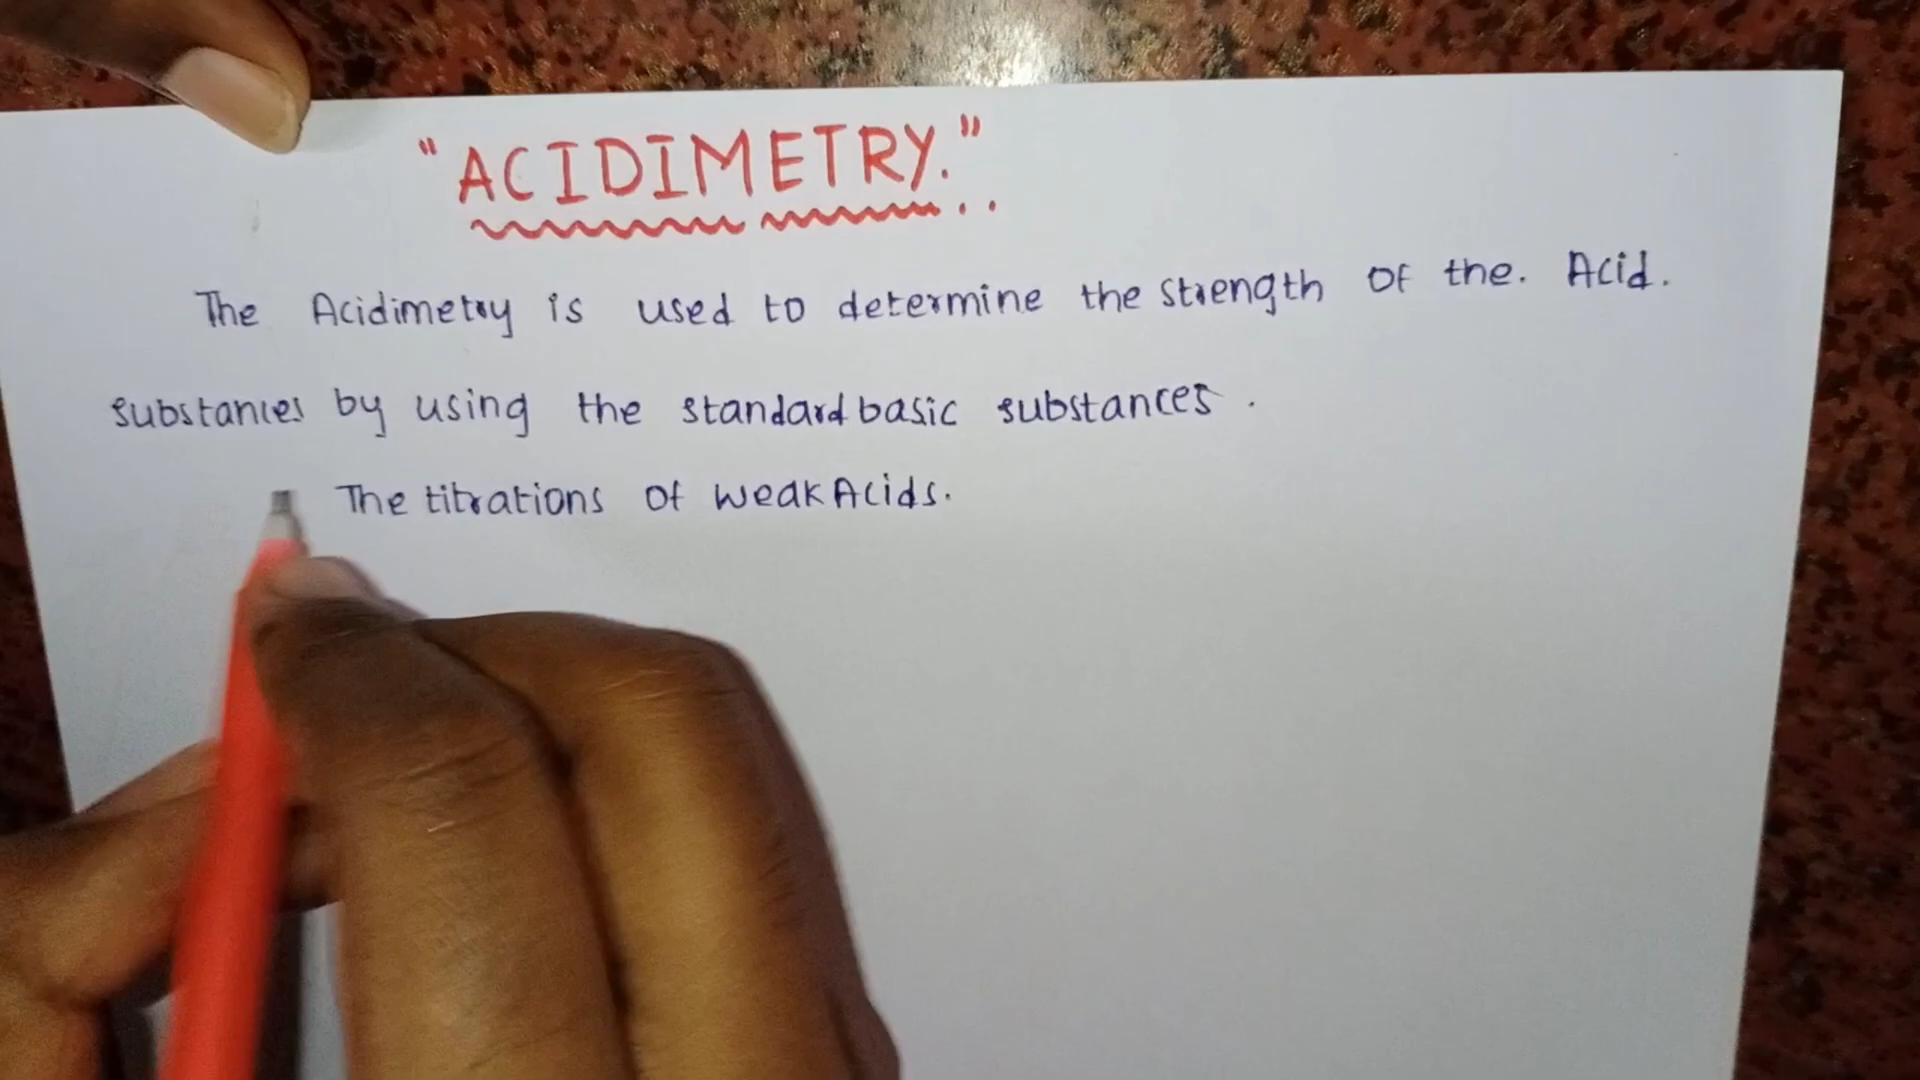 "ACIDIMETRY."
The Acidimetry is used to determine the strength of the. Acid.
substances by using the standard basic substances.
The titrations of weak Acids.